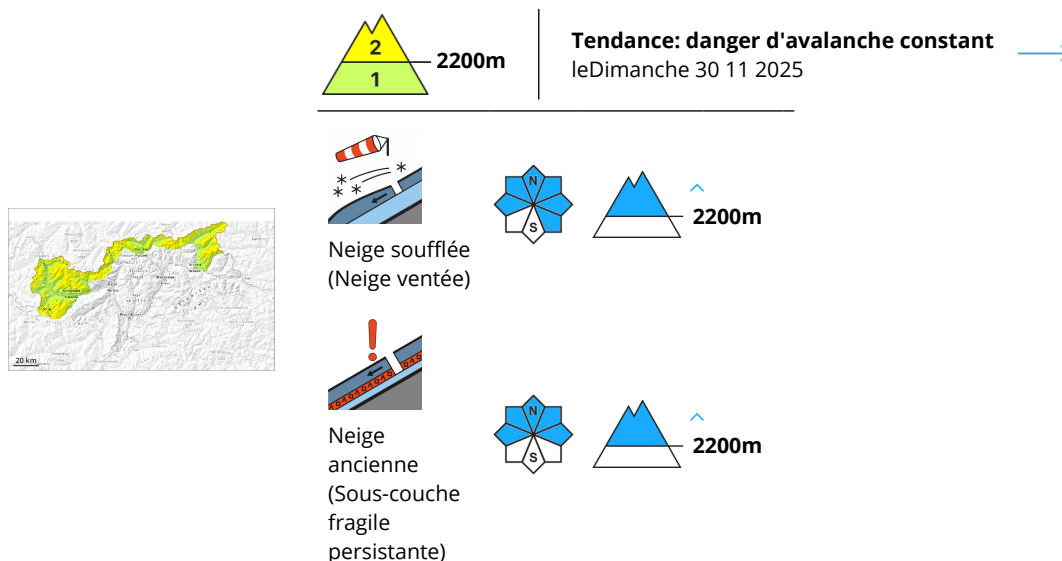 2
1
2200m
Tendance: danger d'avalanche constant
leDimanche 30 11 2025
N
S
2200m
Neige soufflée
(Neige ventée)
20 km
N
S
2200m
Neige
ancienne
(Sous-couche
fragile
persistante)